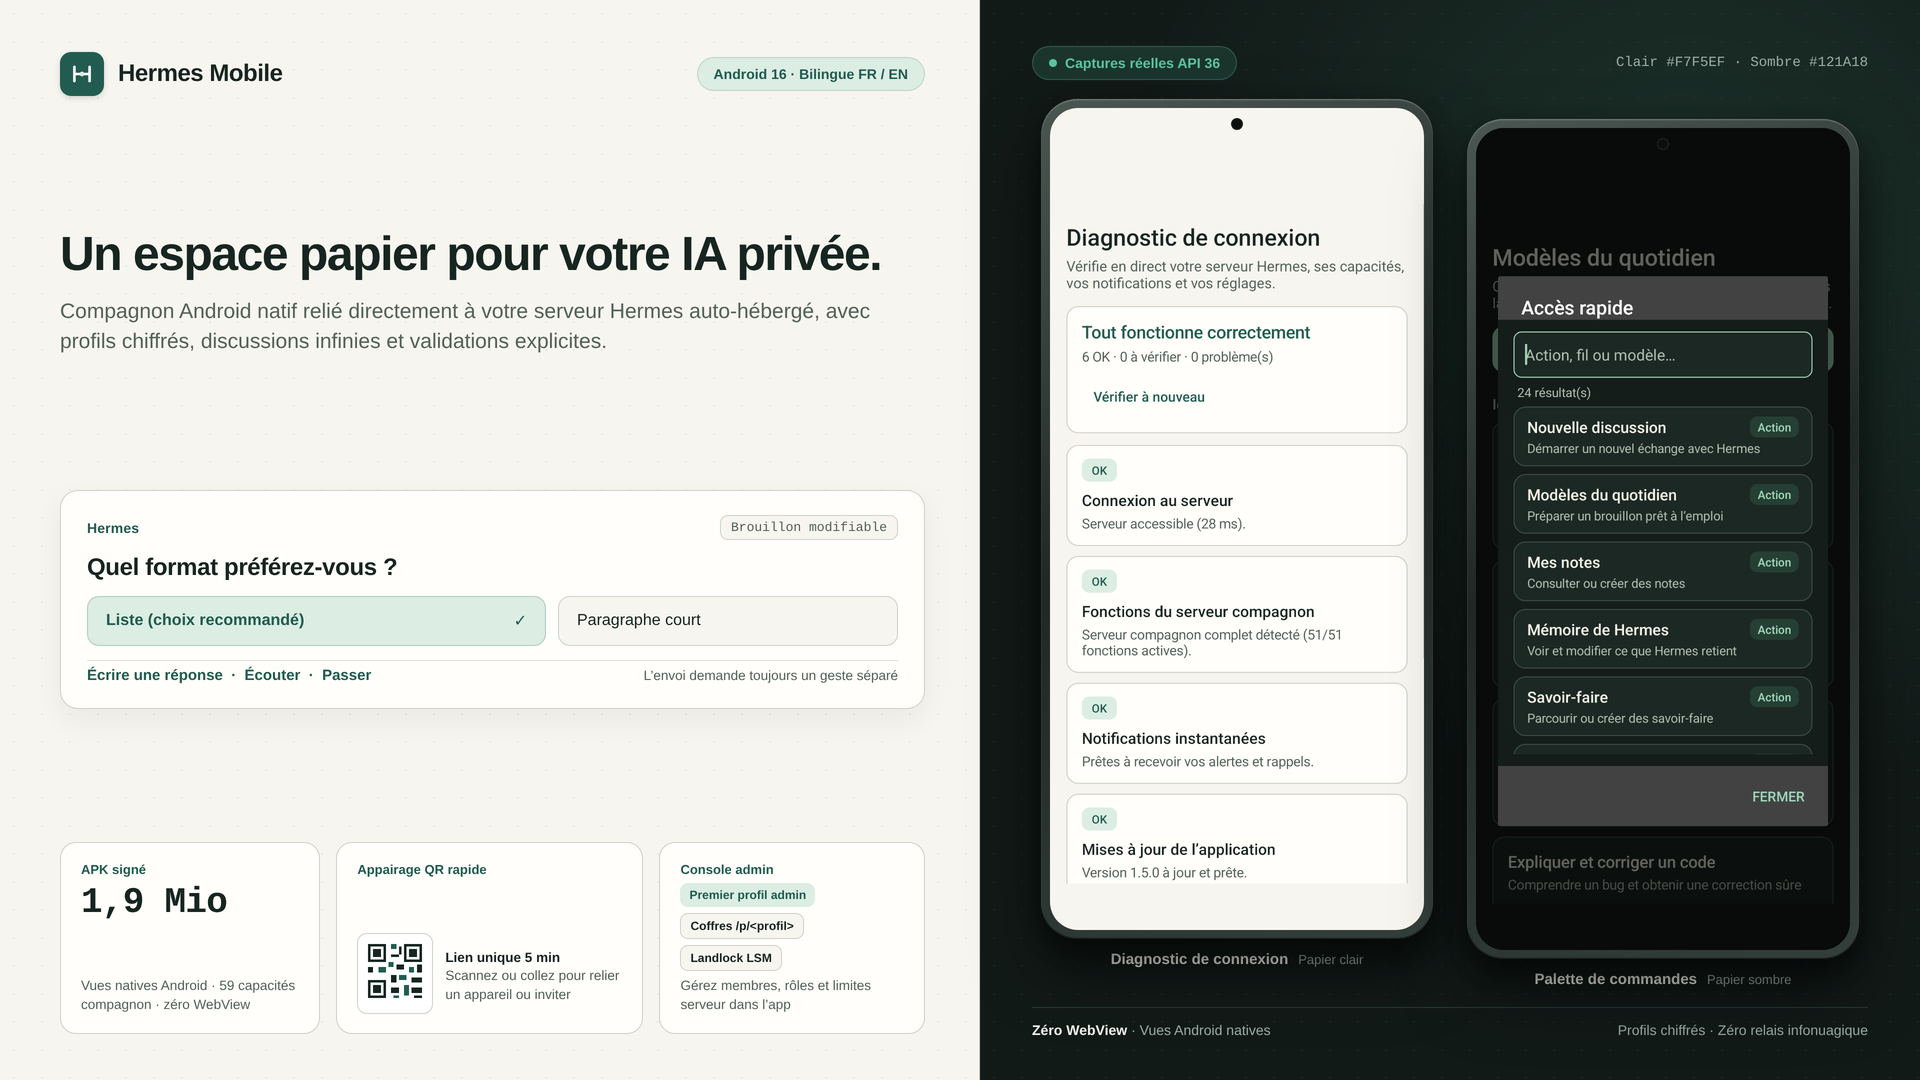 Hermes Mobile
Android 16 · Bilingue FR / EN
Un espace papier pour votre IA privée.
Compagnon Android natif relié directement à votre serveur Hermes auto-hébergé, avec
profils chiffrés, discussions infinies et validations explicites.
Hermes
Brouillon modifiable
Quel format préférez-vous ?
Liste (choix recommandé) ✓
Paragraphe court
Écrire une réponse · Écouter · Passer
L'envoi demande toujours un geste séparé
APK signé
1,9 Mio
Vues natives Android · 59 capacités
compagnon · zéro WebView
Appairage QR rapide
Lien unique 5 min
Scannez ou collez pour relier
un appareil ou inviter
Console admin
Premier profil admin
Coffres /p/<profil>
Landlock LSM
Gérez membres, rôles et limites
serveur dans l'app
Captures réelles API 36
Clair #F7F5EF · Sombre #121A18
Diagnostic de connexion
Vérifie en direct votre serveur Hermes, ses capacités,
vos notifications et vos réglages.
Tout fonctionne correctement
6 OK · 0 à vérifier · 0 problème(s)
Vérifier à nouveau
OK
Connexion au serveur
Serveur accessible (28 ms).
OK
Fonctions du serveur compagnon
Serveur compagnon complet détecté (51/51
fonctions actives).
OK
Notifications instantanées
Prêtes à recevoir vos alertes et rappels.
OK
Mises à jour de l'application
Version 1.5.0 à jour et prête.
Diagnostic de connexion Papier clair
Modèles du quotidien
Accès rapide
Action, fil ou modèle…
24 résultat(s)
Nouvelle discussion
Action
Démarrer un nouvel échange avec Hermes
Modèles du quotidien
Action
Préparer un brouillon prêt à l'emploi
Mes notes
Action
Consulter ou créer des notes
Mémoire de Hermes
Action
Voir et modifier ce que Hermes retient
Savoir-faire
Action
Parcourir ou créer des savoir-faire
FERMER
Expliquer et corriger un code
Comprendre un bug et obtenir une correction sûre
Palette de commandes Papier sombre
Zéro WebView · Vues Android natives
Profils chiffrés · Zéro relais infonuagique